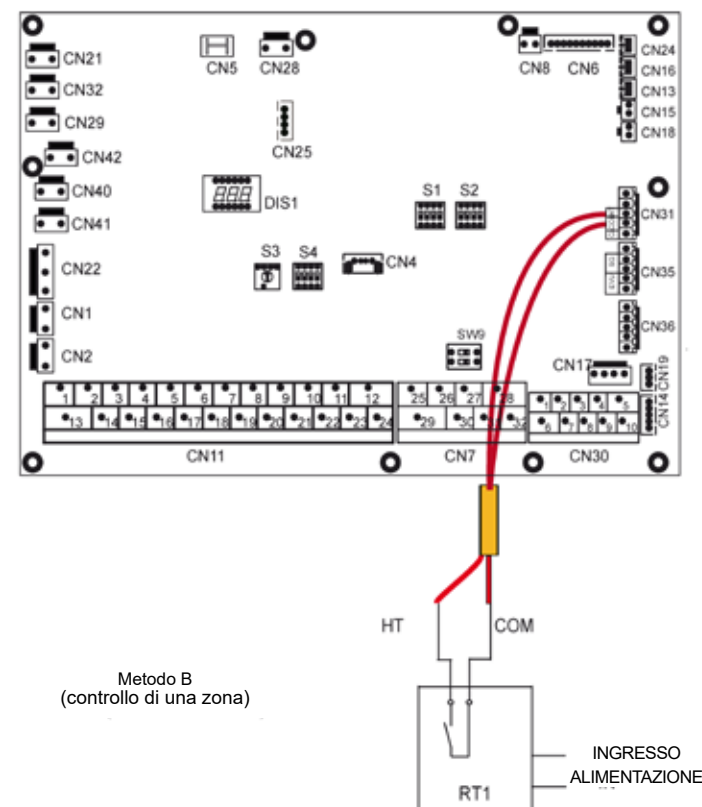 CN21
CN5
CN28
CN8
CN6
CN24
CN16
CN13
CN15
CN18
CN32
CN29
CN42
CN25
CN40
CN41
DIS1
S1 S2
CN31
CN22
S3 S4
CN4
CN35
CN1
CN2
SW9
CN36
CN17
CN19
CN14
1 2 3 4 5 6 7 8 9 10 11 12
13 14 15 16 17 18 19 20 21 22 23 24
25 26 27 28
29 30 32
1 2 3 4 5
6 7 8 9 10
CN11
CN7
CN30
HT
COM
Metodo B
(controllo di una zona)
INGRESSO
ALIMENTAZIONE
RT1